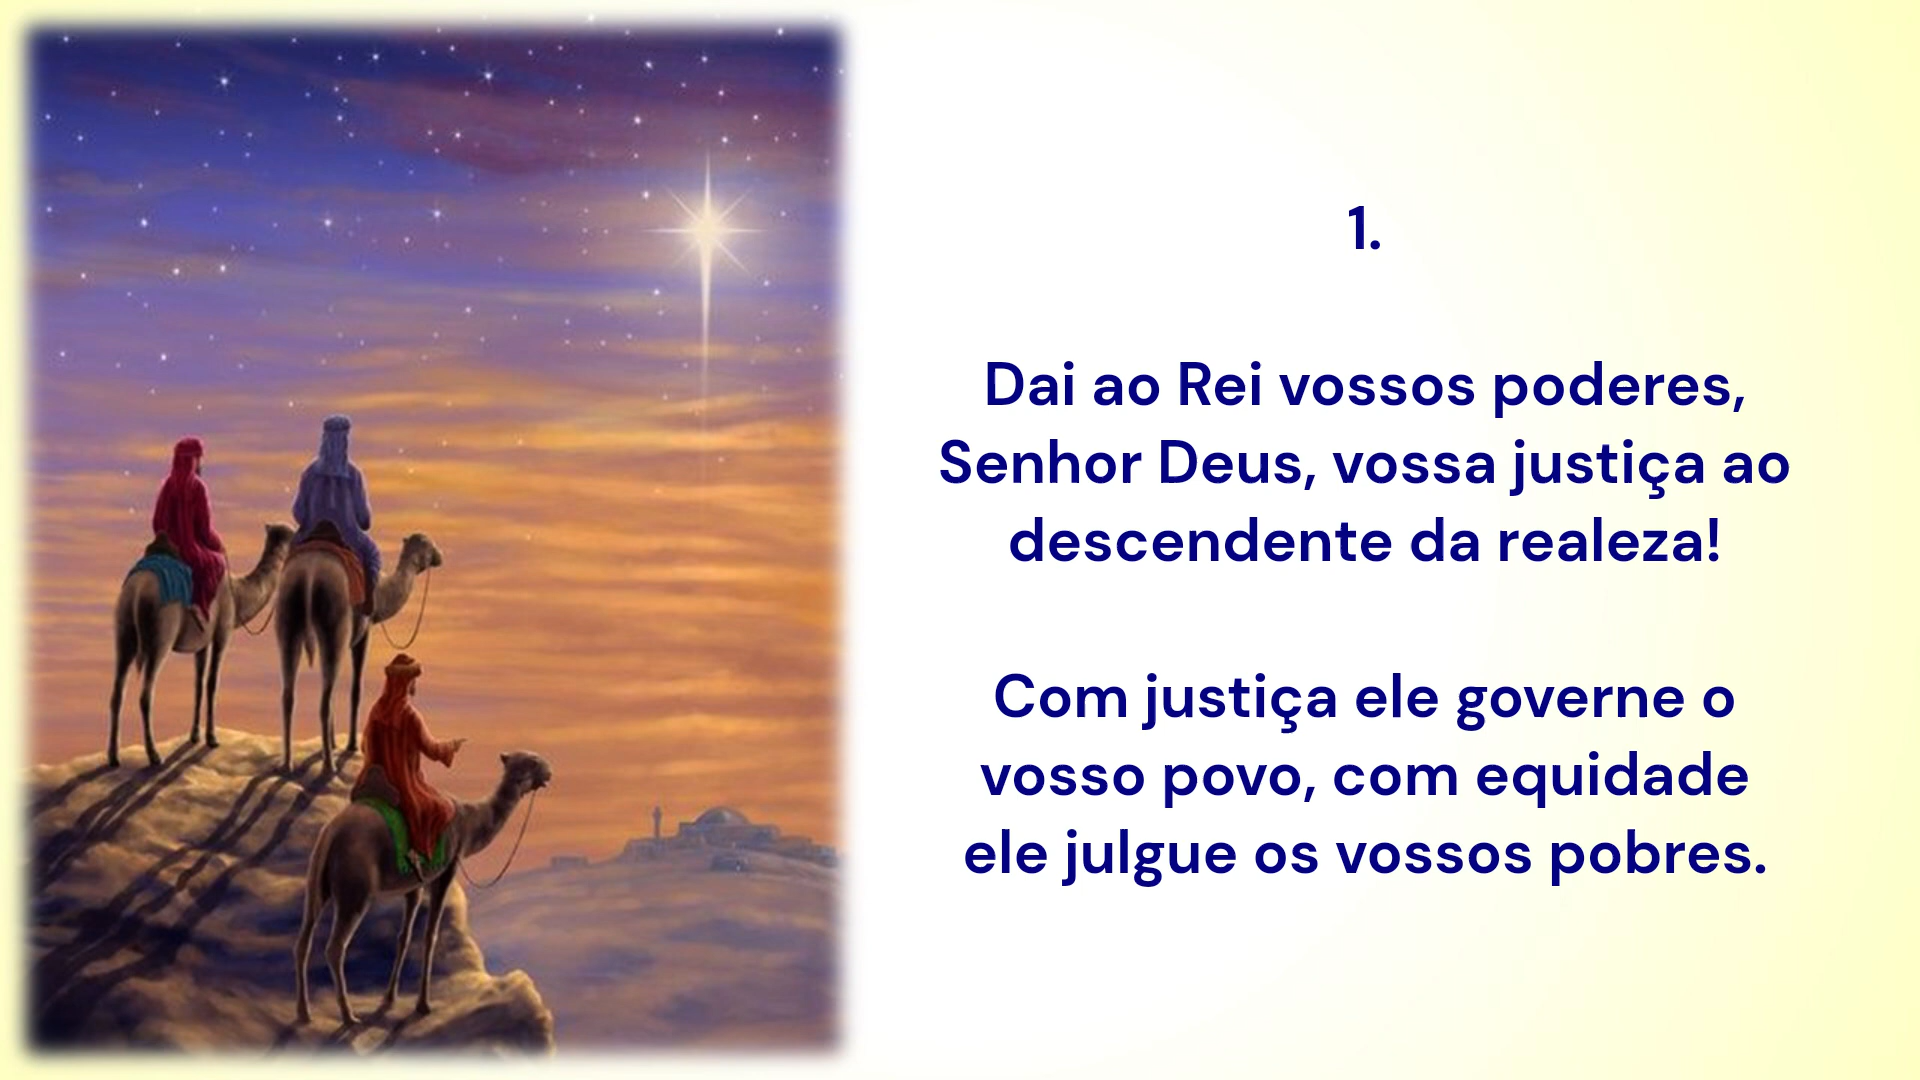 1.
Dai ao Rei vossos poderes,
Senhor Deus, vossa justiça ao
descendente da realeza!
Com justiça ele governe o
vosso povo, com equidade
ele julgue os vossos pobres.